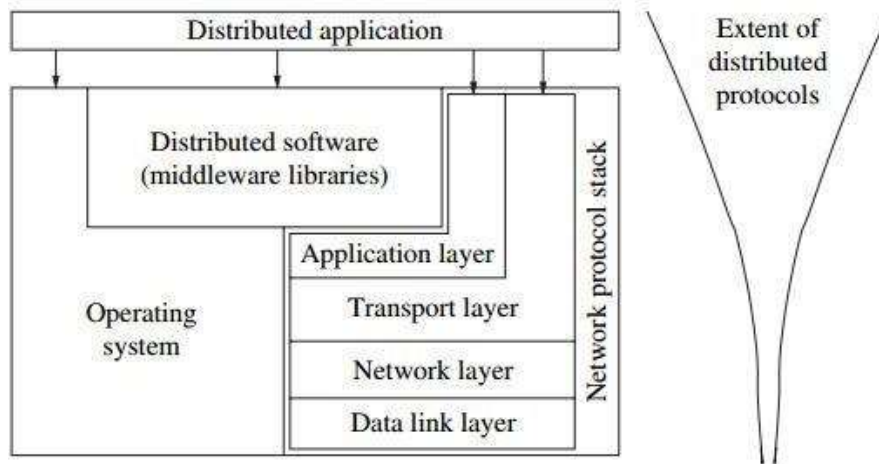 Distributed application
Extent of
distributed
protocols
Distributed software
(middleware libraries)
Network protocol stack
Application layer
Operating
system
Transport layer
Network layer
Data link layer